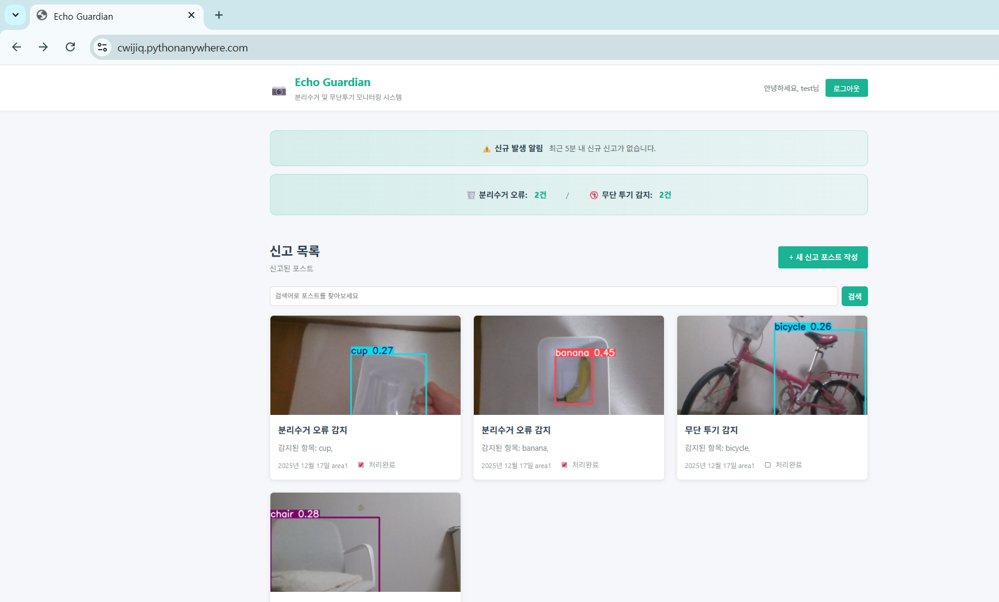 Echo Guardian
cwijiq.pythonanywhere.com
Echo Guardian
분리수거 및 무단투기 모니터링 시스템
안녕하세요, test님
로그아웃
신규 발생 알림 최근 5분 내 신규 신고가 없습니다.
분리수거 오류: 2건 / 무단 투기 감지: 2건
신고 목록
신고된 포스트
+ 새 신고 포스트 작성
검색어로 포스트를 찾아보세요
검색
cup 0.27
분리수거 오류 감지
감지된 항목: cup,
2025년 12월 17일 area1 처리완료
banana 0.45
분리수거 오류 감지
감지된 항목: banana,
2025년 12월 17일 area1 처리완료
bicycle 0.26
무단 투기 감지
감지된 항목: bicycle,
2025년 12월 17일 area1 처리완료
chair 0.28